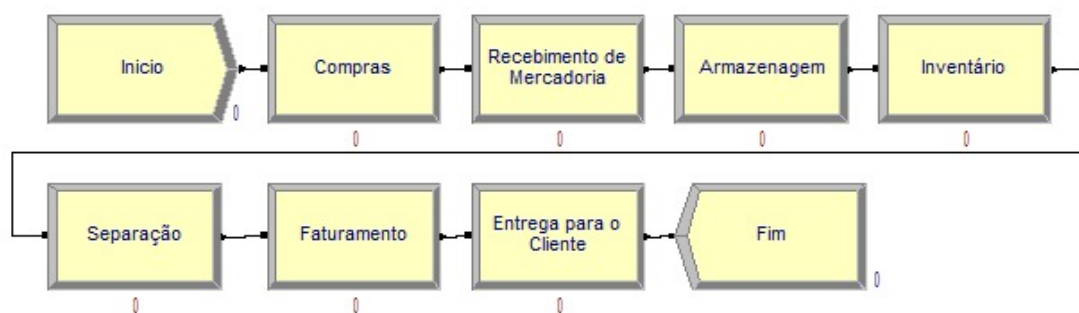 Inicio
Compras
Recebimento de
Mercadoria
Armazenagem
Inventário
0
0
0
0
0
Separação
Faturamento
Entrega para o
Cliente
Fim
0
0
0
0